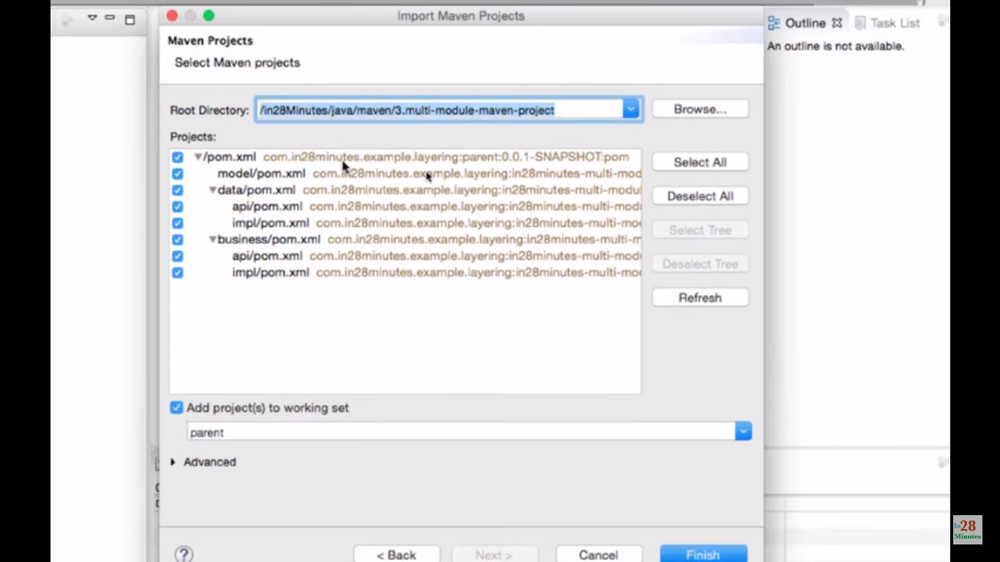 Import Maven Projects
Outline Task List
Maven Projects
An outline is not available.
Select Maven projects
Root Directory: /in28Minutes/java/maven/3.multi-module-maven-project Browse...
Projects:
/pom.xml com.in28minutes.example.layering:parent:0.0.1-SNAPSHOT:pom
Select All
model/pom.xml com.in28minutes.example.layering:in28minutes-multi-mod
data/pom.xml com.in28minutes.example.layering:in28minutes-multi-modu
Deselect All
api/pom.xml com.in28minutes.example.layering:in28minutes-multi-mod
impl/pom.xml com.in28minutes.example.layering:in28minutes-multi-mo
Select Tree
business/pom.xml com.in28minutes.example.layering:in28minutes-multi-m
api/pom.xml com.in28minutes.example.layering:in28minutes-multi-mod
Deselect Tree
impl/pom.xml com.in28minutes.example.layering:in28minutes-multi-mo
Refresh
Add project(s) to working set
parent
Advanced
? < Back Next > Cancel Finish
In 28
Minutes